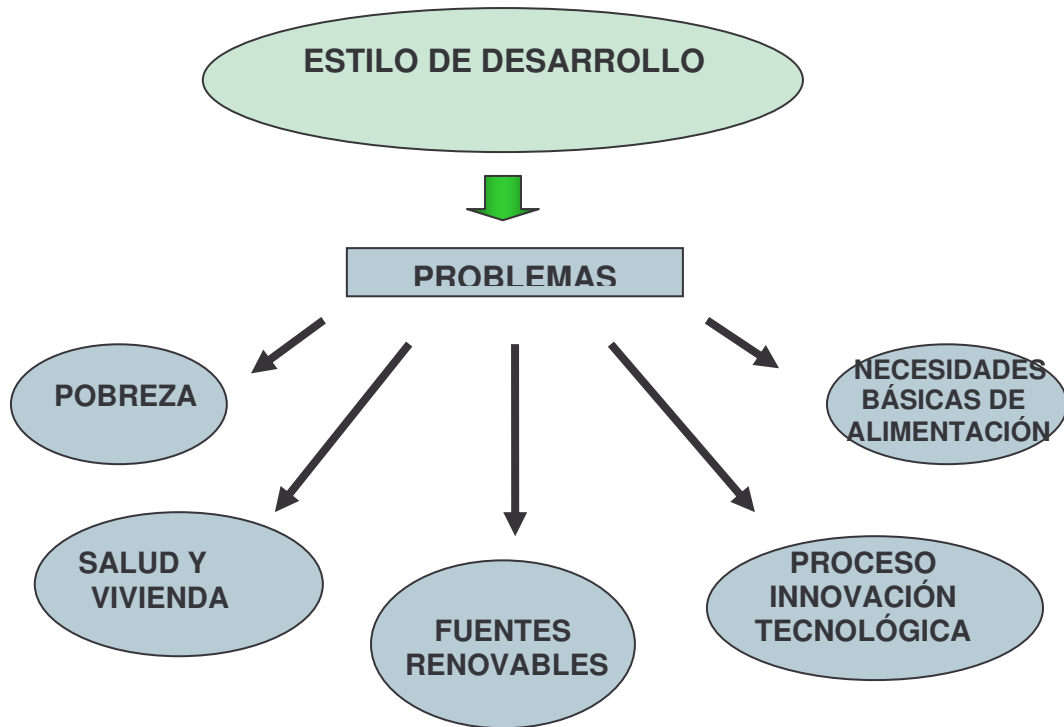 ESTILO DE DESARROLLO
PROBLEMAS
POBREZA
NECESIDADES
BÁSICAS DE
ALIMENTACIÓN
SALUD Y
VIVIENDA
FUENTES
RENOVABLES
PROCESO
INNOVACIÓN
TECNOLÓGICA